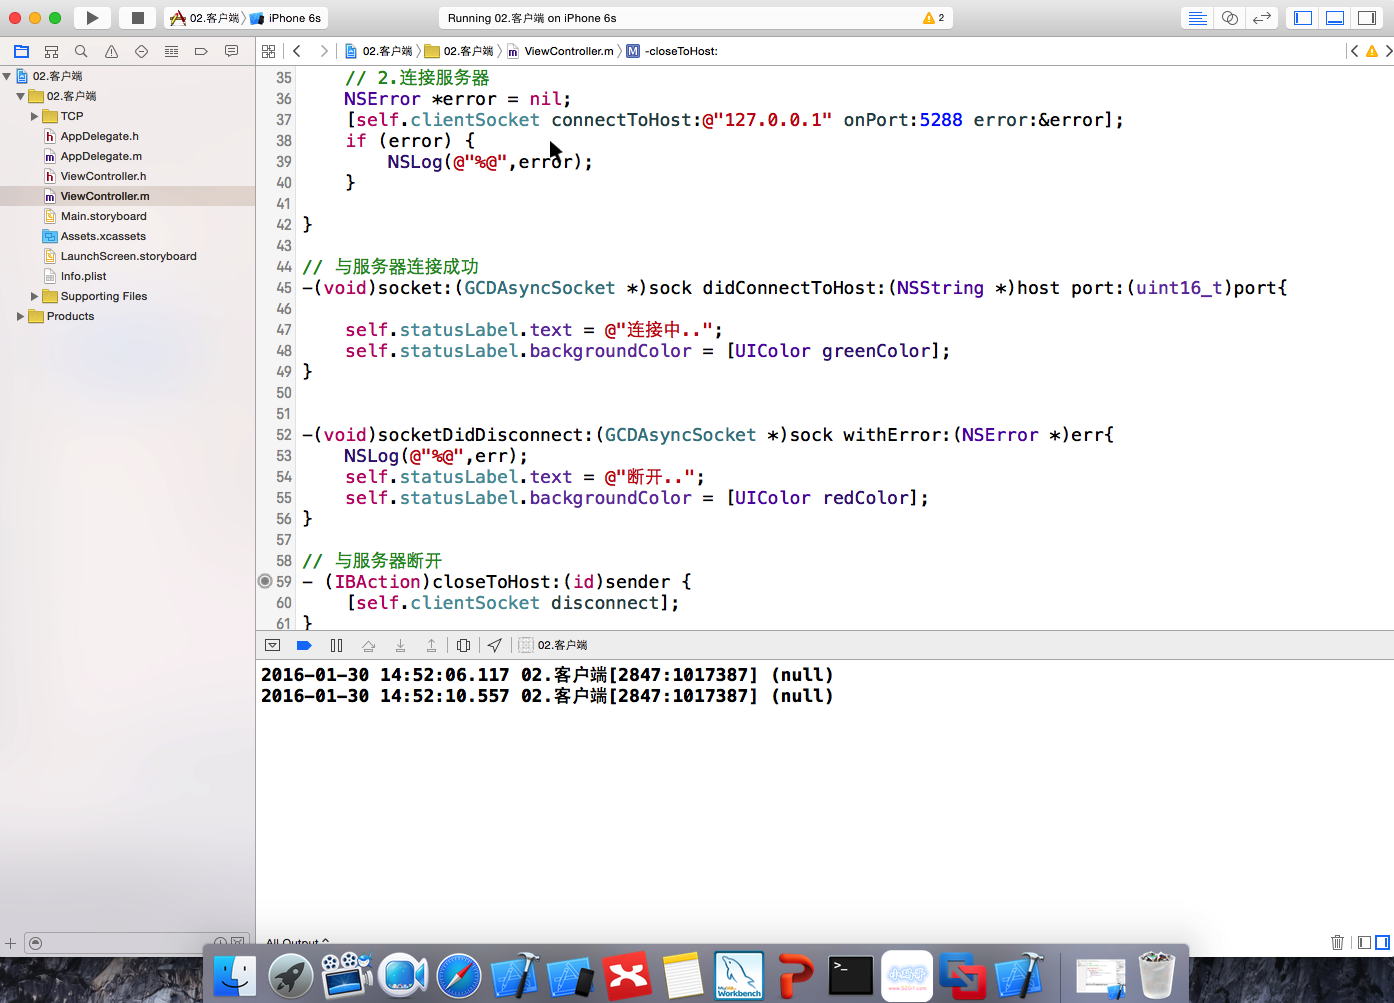 02.客户端 〉 iPhone 6s
Running 02.客户端 on iPhone 6s
2
02.客户端 〉 02.客户端 〉 ViewController.m 〉 M -closeToHost:
02.客户端
02.客户端
TCP
AppDelegate.h
AppDelegate.m
ViewController.h
ViewController.m
Main.storyboard
Assets.xcassets
LaunchScreen.storyboard
Info.plist
Supporting Files
Products
35 // 2.连接服务器
36 NSError *error = nil;
37 [self.clientSocket connectToHost:@"127.0.0.1" onPort:5288 error:&error];
38 if (error) {
39 NSLog(@"%@",error);
40 }
41
42 }
43
44 // 与服务器连接成功
45 -(void)socket:(GCDAsyncSocket *)sock didConnectToHost:(NSString *)host port:(uint16_t)port{
46
47 self.statusLabel.text = @"连接中..";
48 self.statusLabel.backgroundColor = [UIColor greenColor];
49 }
50
51
52 -(void)socketDidDisconnect:(GCDAsyncSocket *)sock withError:(NSError *)err{
53 NSLog(@"%@",err);
54 self.statusLabel.text = @"断开..";
55 self.statusLabel.backgroundColor = [UIColor redColor];
56 }
57
58 // 与服务器断开
59 - (IBAction)closeToHost:(id)sender {
60 [self.clientSocket disconnect];
61 }
02.客户端
2016-01-30 14:52:06.117 02.客户端[2847:1017387] (null)
2016-01-30 14:52:10.557 02.客户端[2847:1017387] (null)
All Output
Workbench